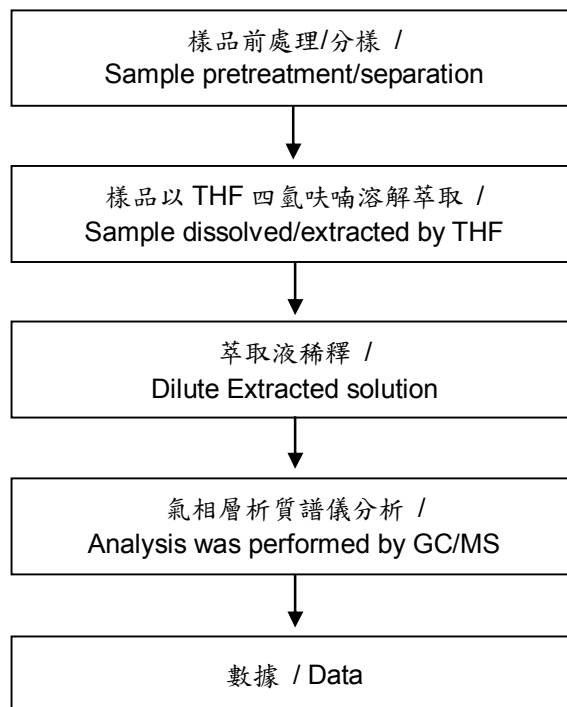 樣品前處理/分樣 /
Sample pretreatment/separation
樣品以 THF 四氫呋喃溶解萃取 /
Sample dissolved/extracted by THF
萃取液稀釋 /
Dilute Extracted solution
氣相層析質譜儀分析 /
Analysis was performed by GC/MS
數據 / Data